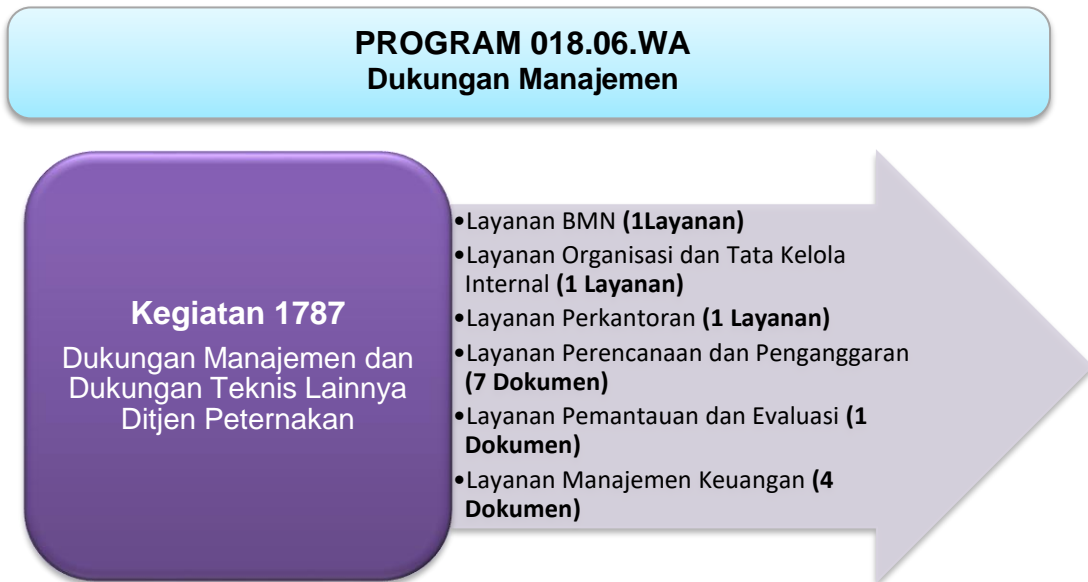 PROGRAM 018.06.WA
Dukungan Manajemen
Kegiatan 1787
Dukungan Manajemen dan
Dukungan Teknis Lainnya
Ditjen Peternakan
•Layanan BMN (1Layanan)
•Layanan Organisasi dan Tata Kelola
Internal (1 Layanan)
•Layanan Perkantoran (1 Layanan)
•Layanan Perencanaan dan Penganggaran
(7 Dokumen)
•Layanan Pemantauan dan Evaluasi (1
Dokumen)
•Layanan Manajemen Keuangan (4
Dokumen)